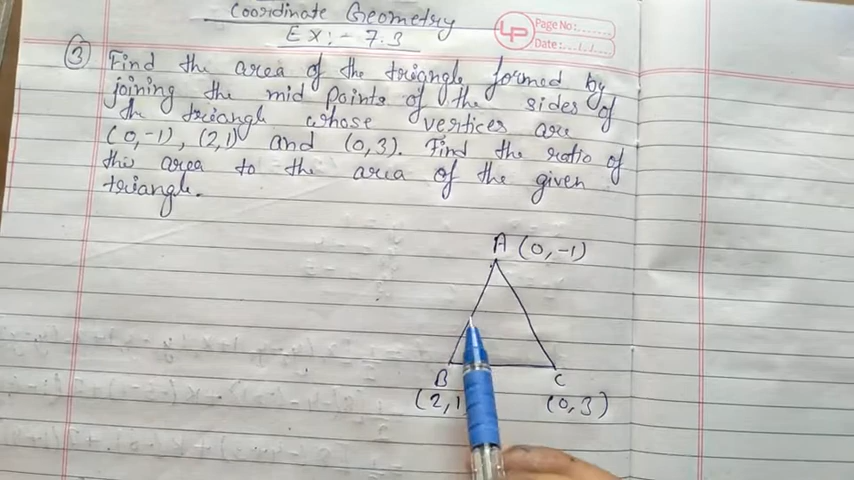 Coordinate Geometry
Ex:- 7.3
Page No:
Date:
③ Find the area of the triangle formed by
joining the mid points of the sides of
the triangle whose vertices are
(0,-1), (2,1) and (0,3). Find the ratio of
this area to the area of the given
triangle.
A (0,-1)
B C
(2,1 (0,3)